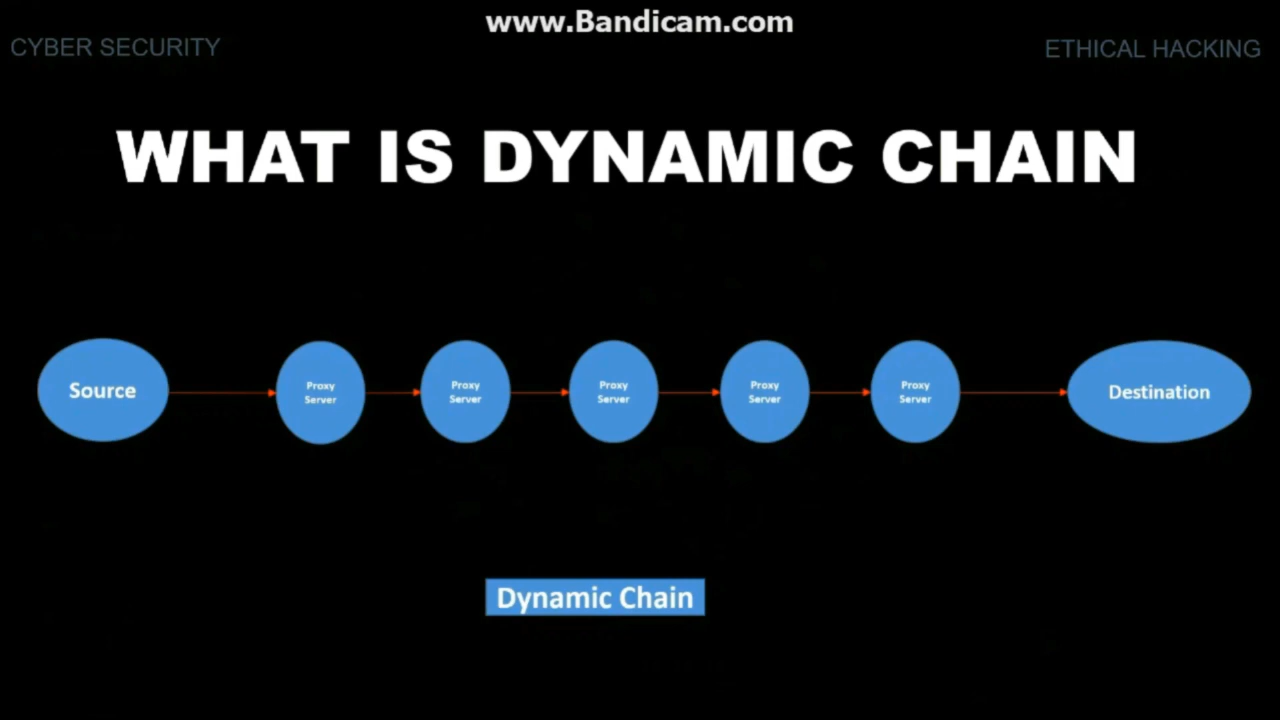 www.Bandicam.com
CYBER SECURITY
ETHICAL HACKING
WHAT IS DYNAMIC CHAIN
Source
Proxy
Server
Proxy
Server
Proxy
Server
Proxy
Server
Proxy
Server
Destination
Dynamic Chain